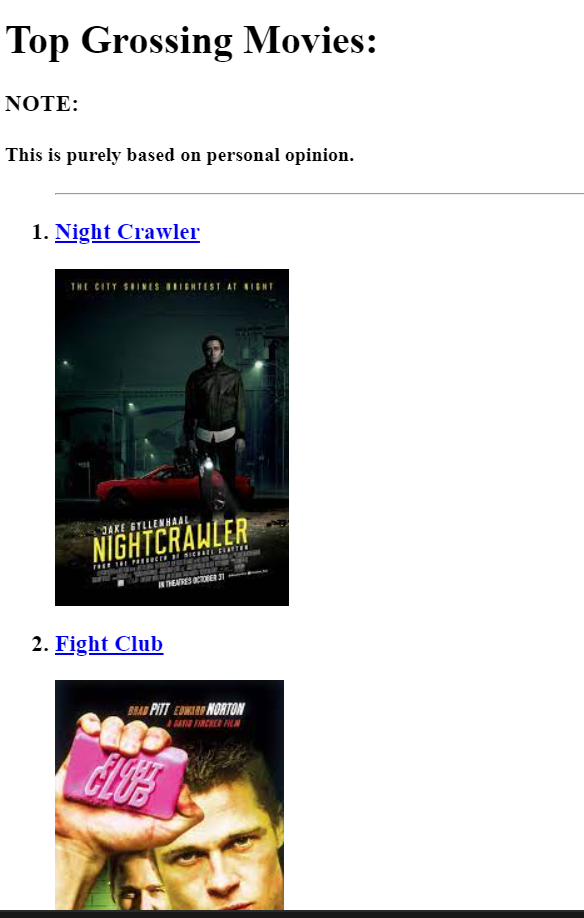 Top Grossing Movies:
NOTE:
This is purely based on personal opinion.
1. Night Crawler
THE CITY SHINES BRIGHTEST AT NIGHT
JAKE GYLLENHAAL
NIGHTCRAWLER
FROM THE PRODUCER OF MICHAEL CLAYTON
IN THEATRES OCTOBER 31
2. Fight Club
BRAD PITT EDWARD NORTON
A DAVID FINCHER FILM
FIGHT
CLUB